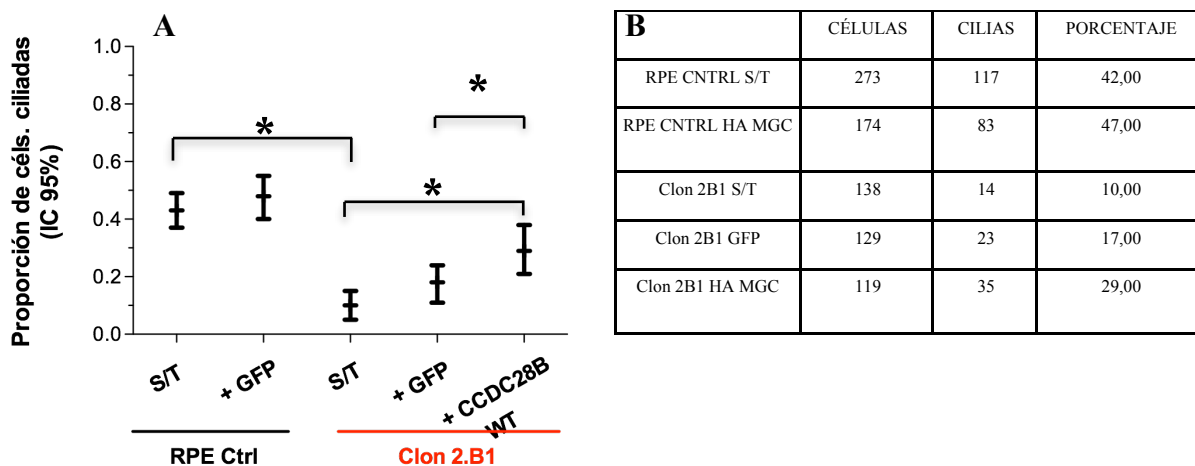 A
Proporción de céls. ciliadas
(IC 95%)
1.0
0.8
0.6
0.4
0.2
0.0
*
*
*
S/T
+ GFP
S/T
+ GFP
+ CCDC28B
WT
RPE Ctrl
Clon 2.B1
B
CÉLULAS CILIAS PORCENTAJE
RPE CNTRL S/T 273 117 42,00
RPE CNTRL HA MGC 174 83 47,00
Clon 2B1 S/T 138 14 10,00
Clon 2B1 GFP 129 23 17,00
Clon 2B1 HA MGC 119 35 29,00